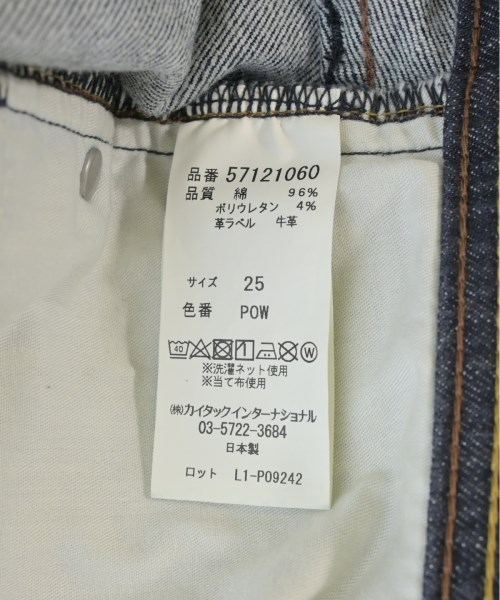 品番 57121060
品質 綿 96%
ポリウレタン 4%
革ラベル 牛革
サイズ 25
色番 POW
40 W
※洗濯ネット使用
※当て布使用
㈱カイタックインターナショナル
03-5722-3684
日本製
ロット L1-P09242